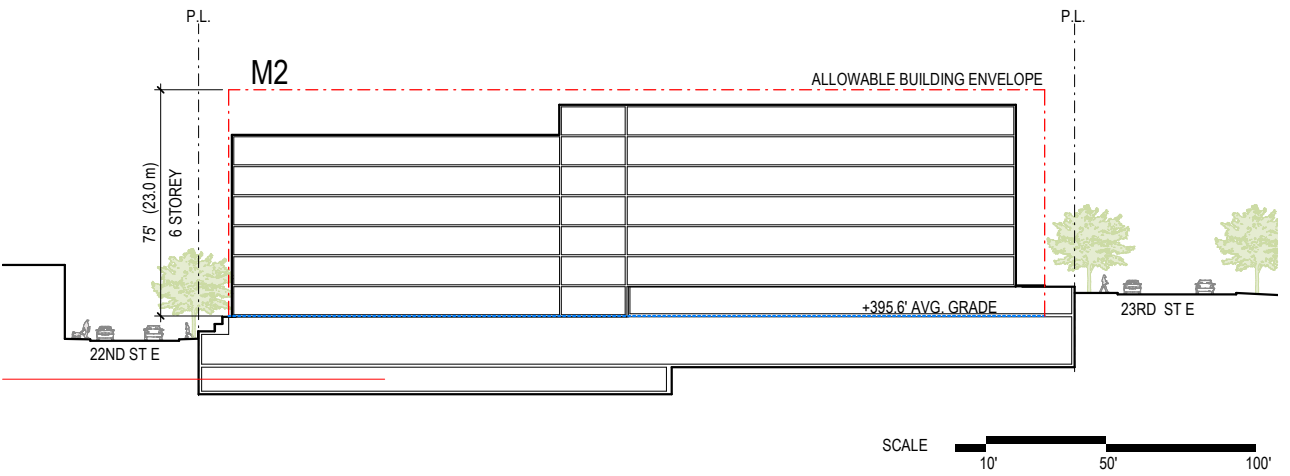 P.L.
P.L.
M2
ALLOWABLE BUILDING ENVELOPE
75' (23.0 m)
6 STOREY
+395.6' AVG. GRADE
23RD ST E
22ND ST E
SCALE
10' 50' 100'